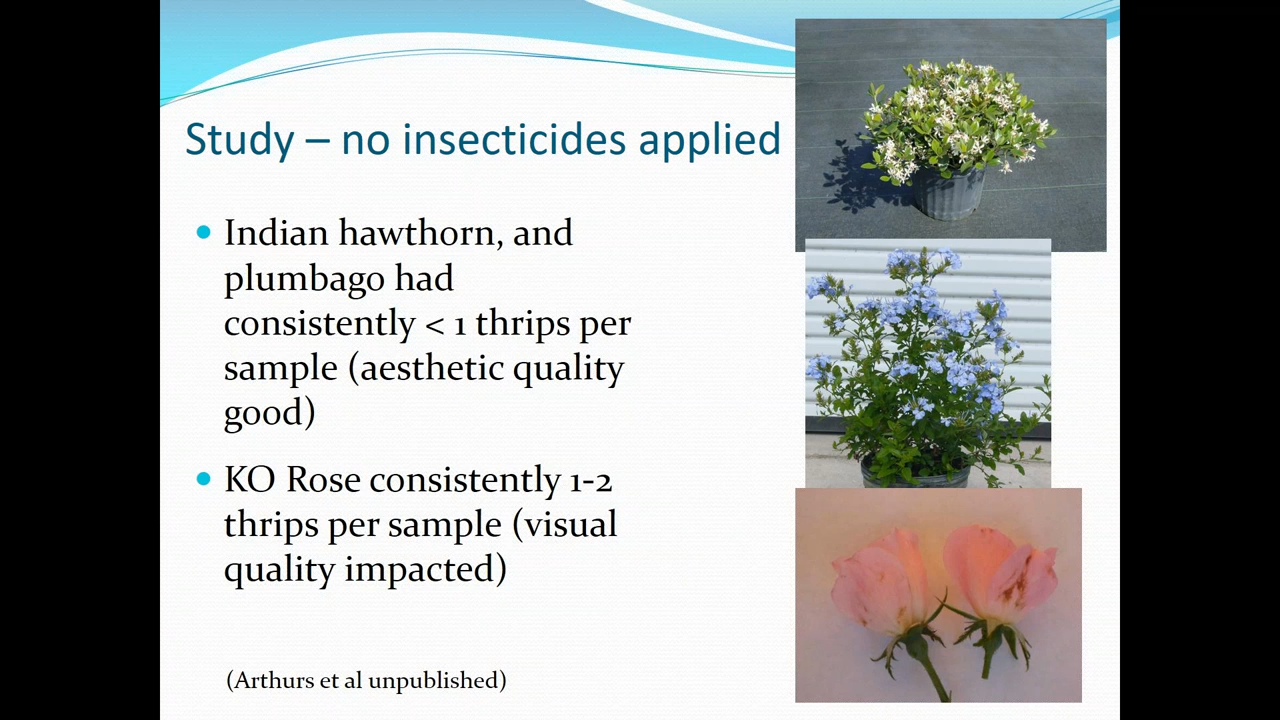 Study – no insecticides applied
Indian hawthorn, and
plumbago had
consistently < 1 thrips per
sample (aesthetic quality
good)
KO Rose consistently 1-2
thrips per sample (visual
quality impacted)
(Arthurs et al unpublished)